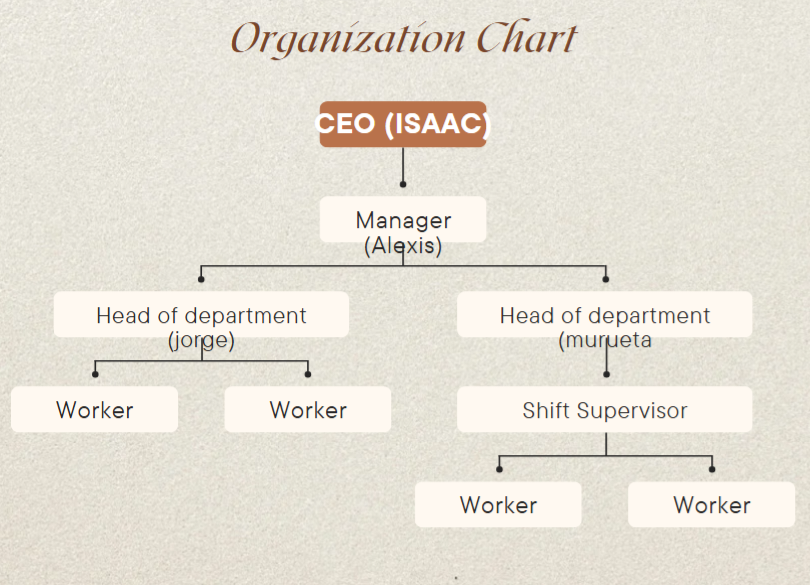 Organization Chart
CEO (ISAAC)
Manager
(Alexis)
Head of department
(jorge)
Head of department
(murueta
Worker
Worker
Shift Supervisor
Worker
Worker